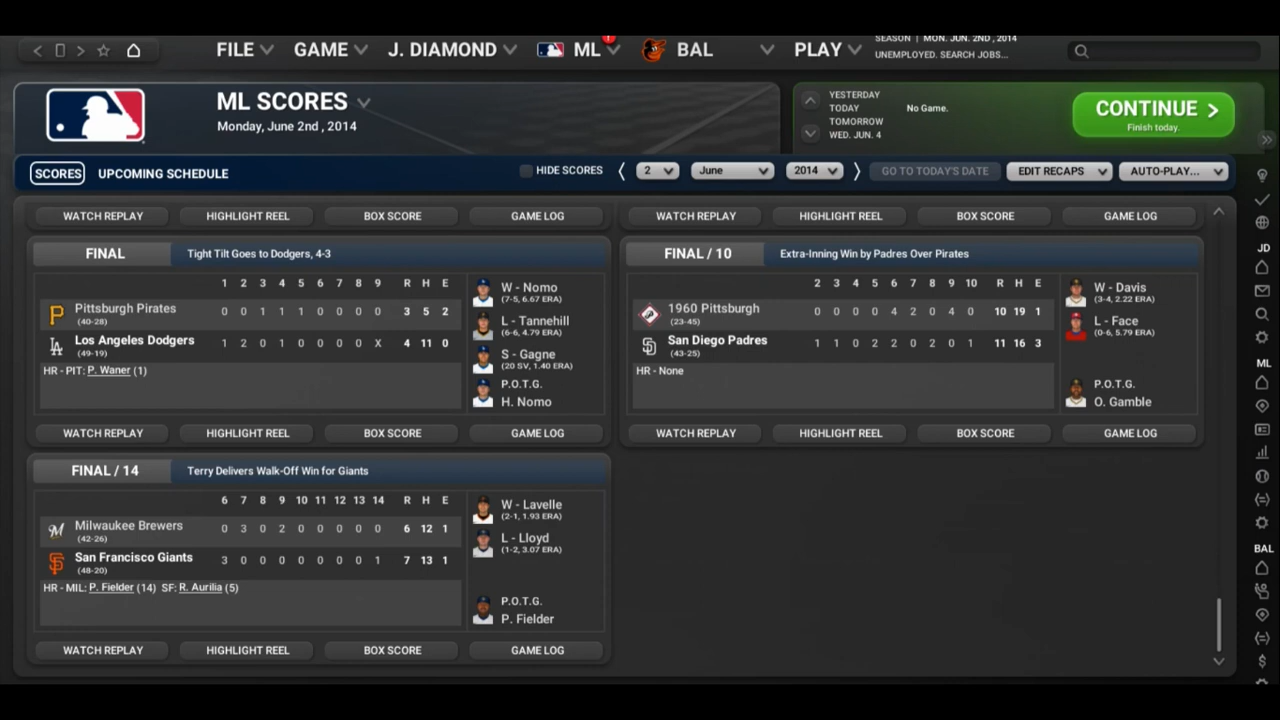 FILE GAME J. DIAMOND ML BAL PLAY
SEASON | MON. JUN. 2ND , 2014
UNEMPLOYED. SEARCH JOBS...
ML SCORES
Monday, June 2nd , 2014
YESTERDAY
TODAY No Game.
TOMORROW
WED. JUN. 4
CONTINUE >
Finish today.
SCORES UPCOMING SCHEDULE
HIDE SCORES 2 June 2014 GO TO TODAY'S DATE EDIT RECAPS AUTO-PLAY...
WATCH REPLAY HIGHLIGHT REEL BOX SCORE GAME LOG
WATCH REPLAY HIGHLIGHT REEL BOX SCORE GAME LOG
FINAL Tight Tilt Goes to Dodgers, 4-3
1 2 3 4 5 6 7 8 9 R H E
Pittsburgh Pirates 0 0 1 1 1 0 0 0 0 3 5 2
(40-28)
Los Angeles Dodgers 1 2 0 1 0 0 0 0 X 4 11 0
(49-19)
HR - PIT: P. Waner (1)
W - Nomo
(7-5, 6.67 ERA)
L - Tannehill
(6-6, 4.79 ERA)
S - Gagne
(20 SV, 1.40 ERA)
P.O.T.G.
H. Nomo
WATCH REPLAY HIGHLIGHT REEL BOX SCORE GAME LOG
FINAL / 10 Extra-Inning Win by Padres Over Pirates
2 3 4 5 6 7 8 9 10 R H E
1960 Pittsburgh 0 0 0 0 4 2 0 4 0 10 19 1
(23-45)
San Diego Padres 1 1 0 2 2 0 2 0 1 11 16 3
(43-25)
HR - None
W - Davis
(3-4, 2.22 ERA)
L - Face
(0-6, 5.79 ERA)
P.O.T.G.
O. Gamble
WATCH REPLAY HIGHLIGHT REEL BOX SCORE GAME LOG
FINAL / 14 Terry Delivers Walk-Off Win for Giants
6 7 8 9 10 11 12 13 14 R H E
Milwaukee Brewers 0 3 0 2 0 0 0 0 0 6 12 1
(42-26)
San Francisco Giants 3 0 0 0 0 0 0 0 1 7 13 1
(48-20)
HR - MIL: P. Fielder (14) SF: R. Aurilia (5)
W - Lavelle
(2-1, 1.93 ERA)
L - Lloyd
(1-2, 3.07 ERA)
P.O.T.G.
P. Fielder
WATCH REPLAY HIGHLIGHT REEL BOX SCORE GAME LOG
JD
ML
BAL